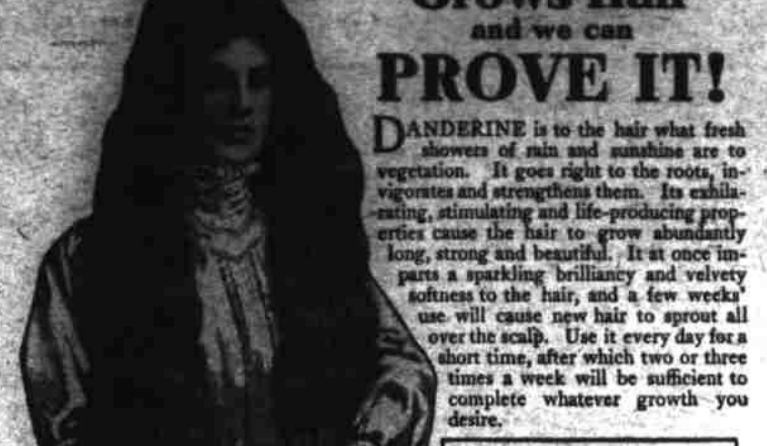 Grows Hair
and we can
PROVE IT!
DANDERINE is to the hair what fresh
showers of rain and sunshine are to
vegetation. It goes right to the roots, in-
vigorates and strengthens them. Its exhila-
rating, stimulating and life-producing prop-
erties cause the hair to grow abundantly
long, strong and beautiful. It at once im-
parts a sparkling brilliancy and velvety
softness to the hair, and a few weeks'
use will cause new hair to sprout all
over the scalp. Use it every day for a
short time, after which two or three
times a week will be sufficient to
complete whatever growth you
desire.